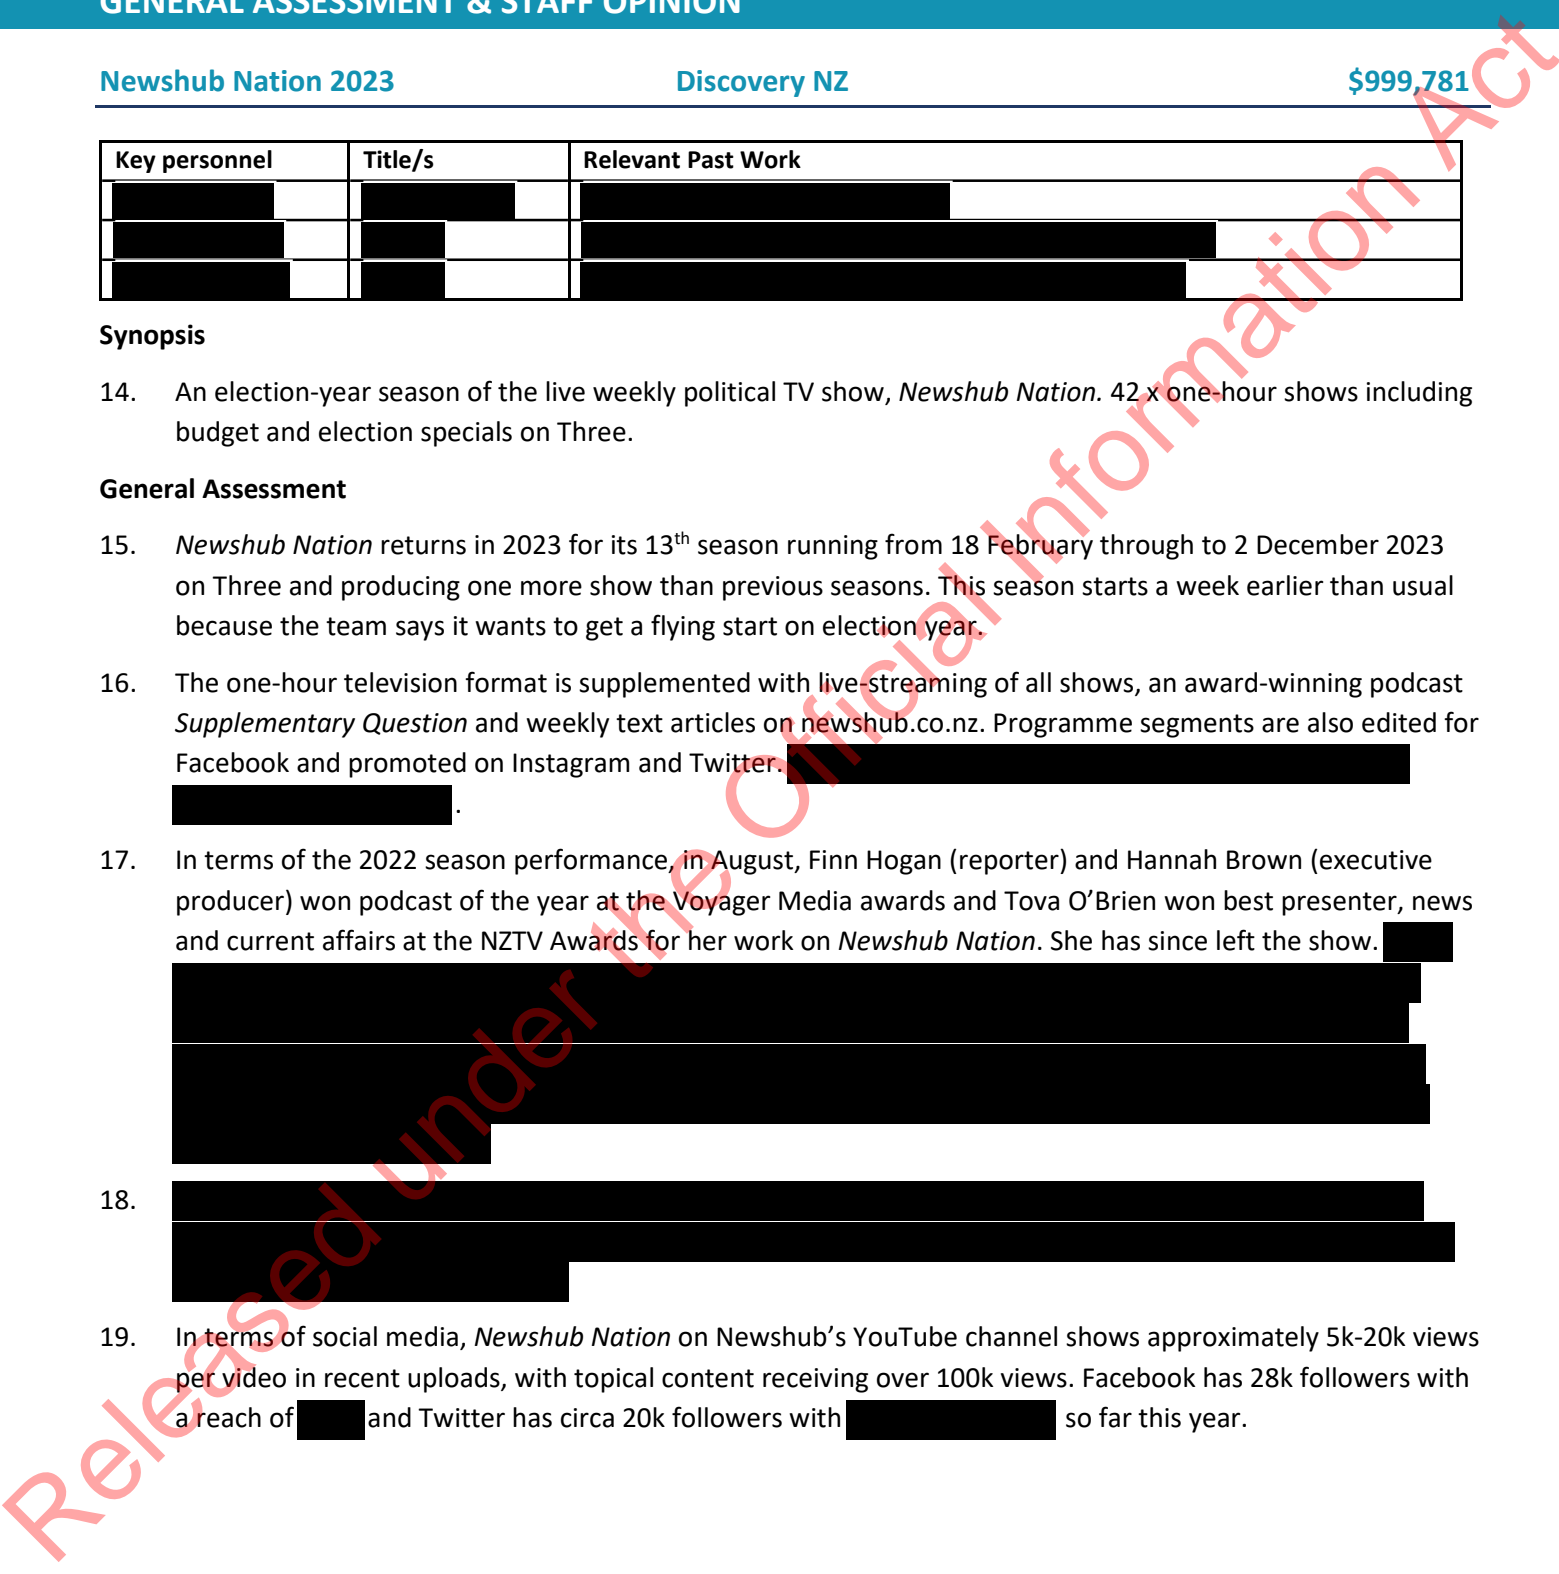 GENERAL ASSESSMENT & STAFF OPINION
Newshub Nation 2023 Discovery NZ $999,781
Key personnel Title/s Relevant Past Work
Synopsis
14. An election-year season of the live weekly political TV show, Newshub Nation. 42 x one-hour shows including
budget and election specials on Three.
General Assessment
15. Newshub Nation returns in 2023 for its 13th season running from 18 February through to 2 December 2023
on Three and producing one more show than previous seasons. This season starts a week earlier than usual
because the team says it wants to get a flying start on election year.
16. The one-hour television format is supplemented with live-streaming of all shows, an award-winning podcast
Supplementary Question and weekly text articles on newshub.co.nz. Programme segments are also edited for
Facebook and promoted on Instagram and Twitter.
.
17. In terms of the 2022 season performance, in August, Finn Hogan (reporter) and Hannah Brown (executive
producer) won podcast of the year at the Voyager Media awards and Tova O’Brien won best presenter, news
and current affairs at the NZTV Awards for her work on Newshub Nation. She has since left the show.
18.
19. In terms of social media, Newshub Nation on Newshub’s YouTube channel shows approximately 5k-20k views
per video in recent uploads, with topical content receiving over 100k views. Facebook has 28k followers with
a reach of and Twitter has circa 20k followers with so far this year.
Released under the Official Information Act